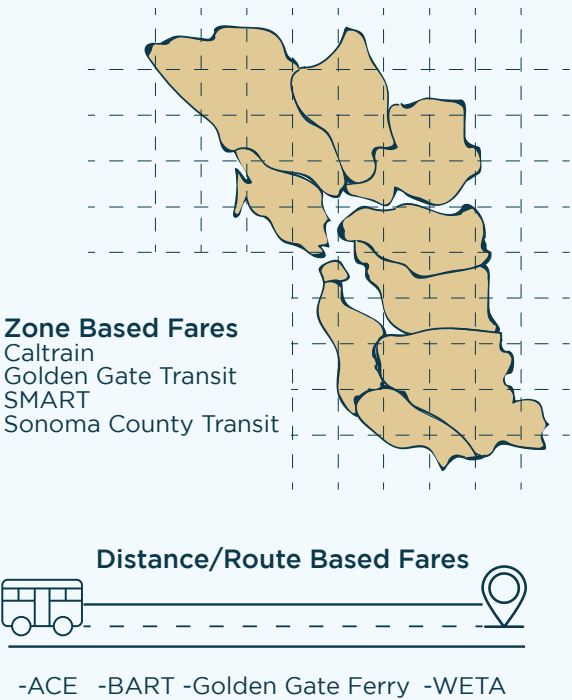 Zone Based Fares
Caltrain
Golden Gate Transit
SMART
Sonoma County Transit
Distance/Route Based Fares
-ACE -BART -Golden Gate Ferry -WETA